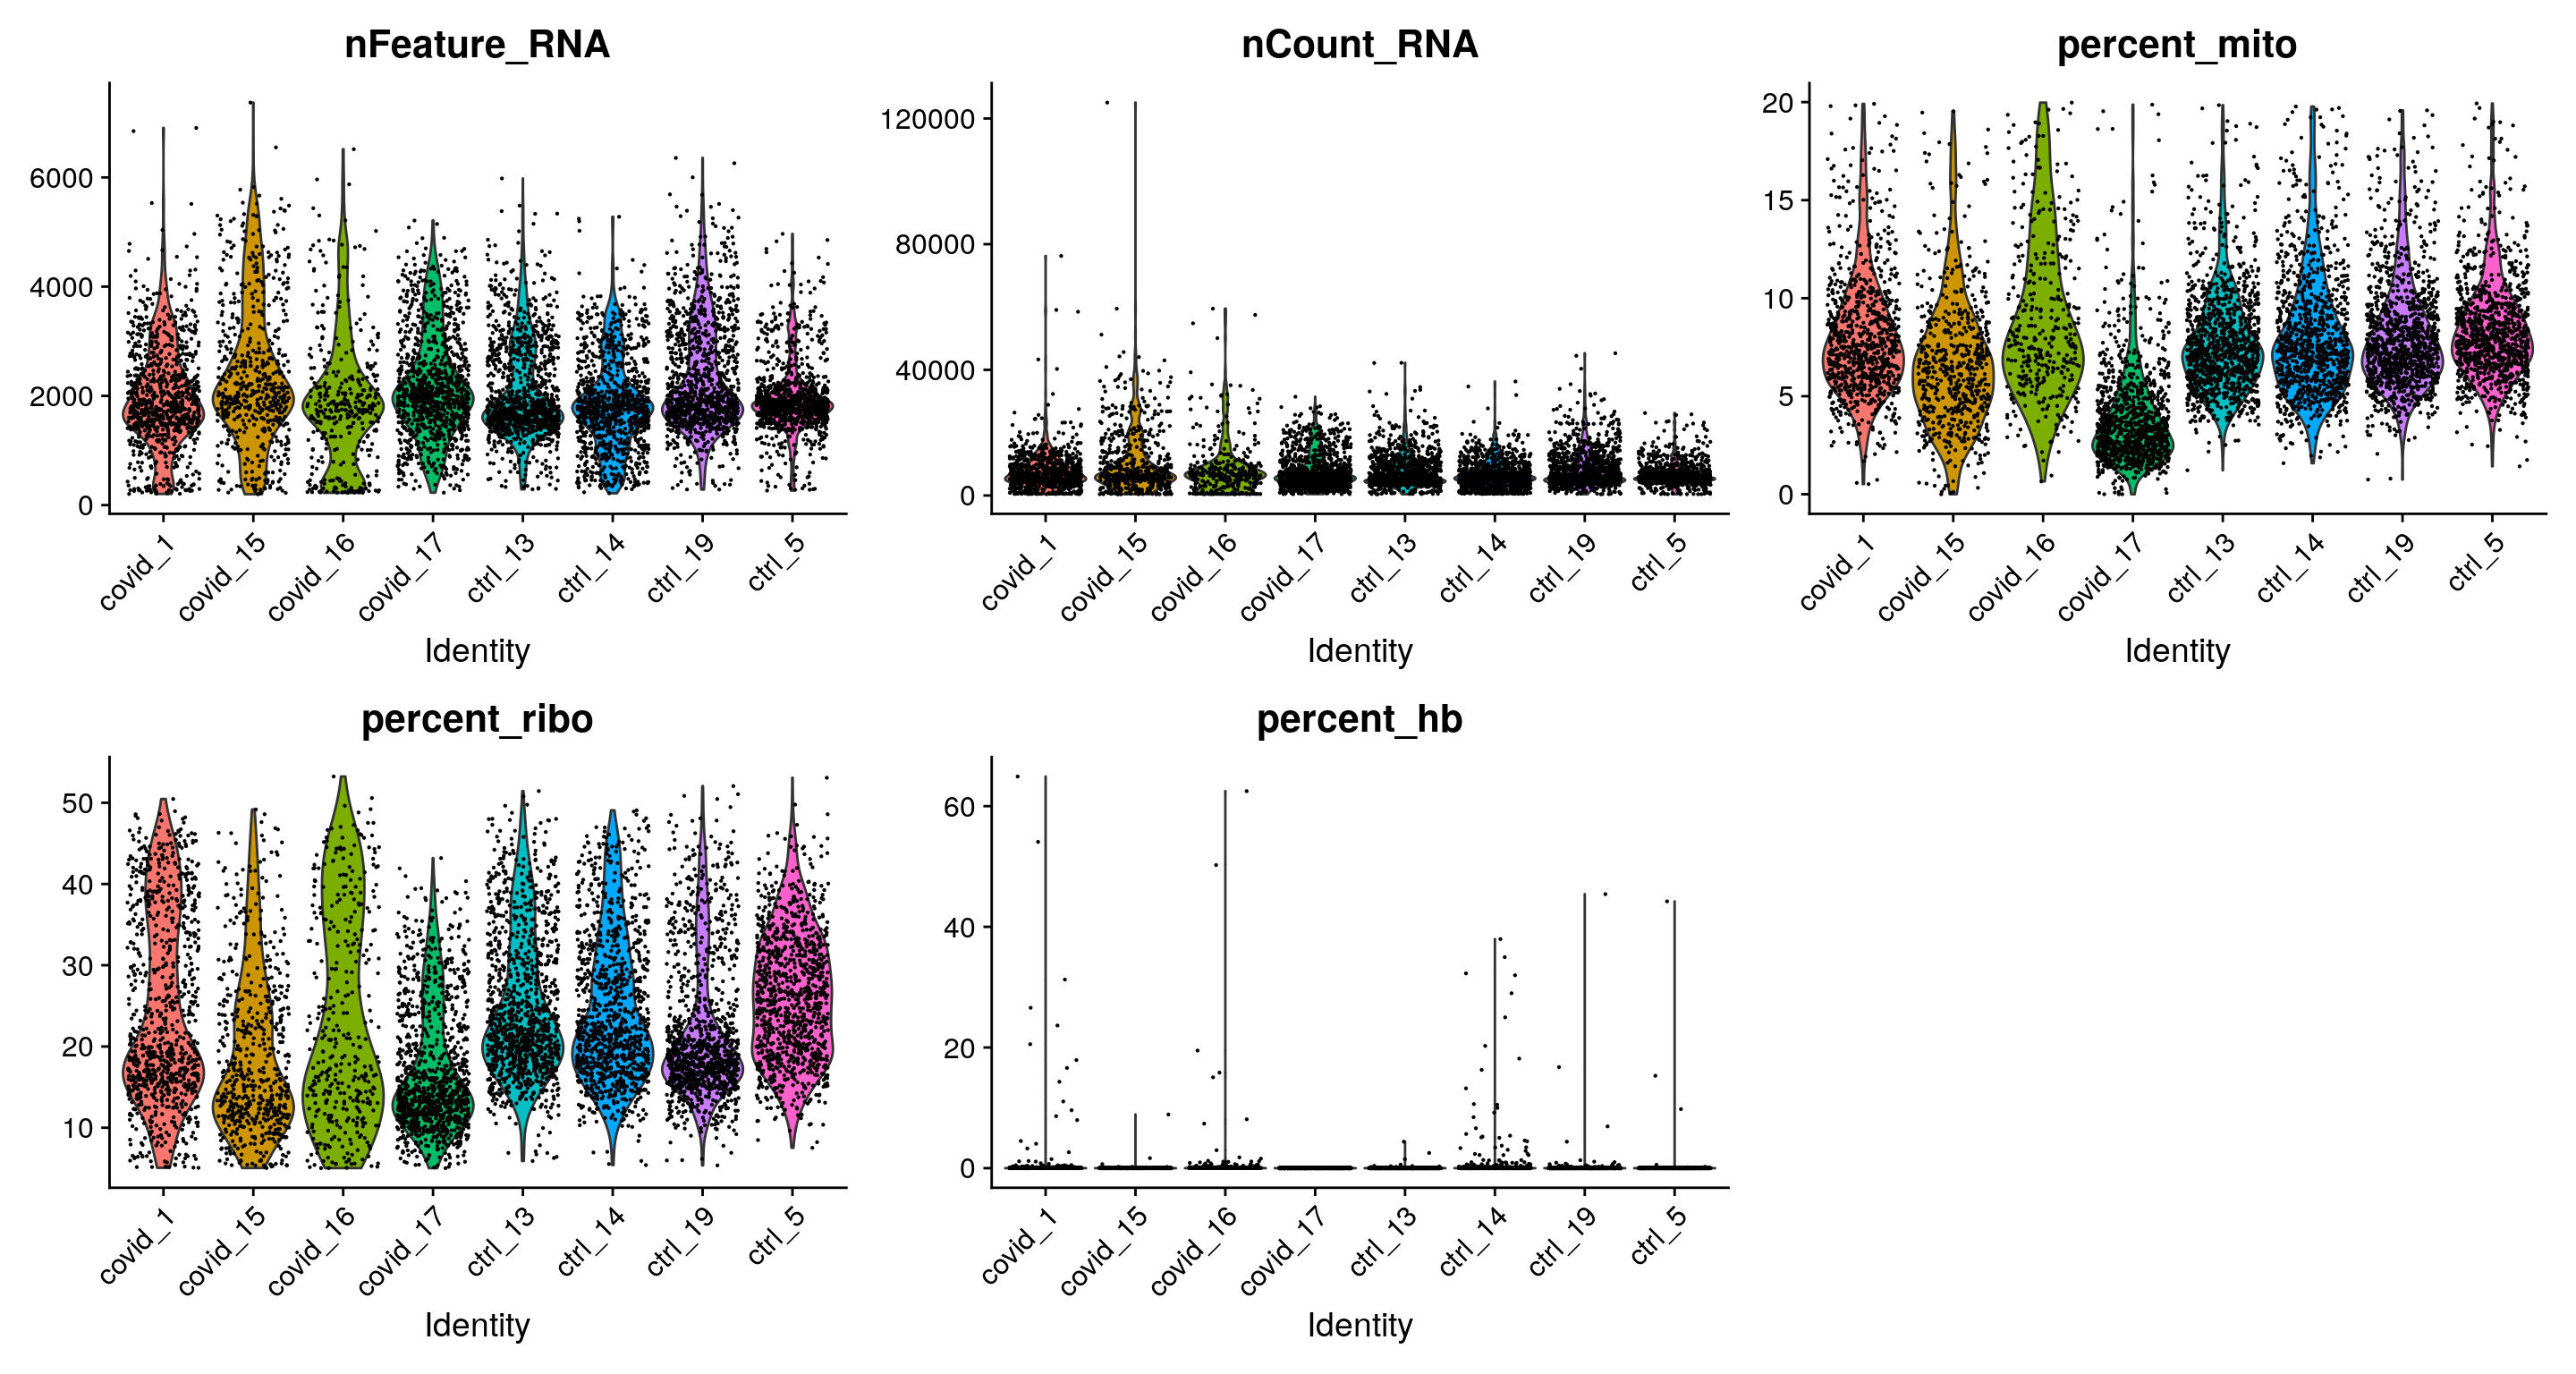 nFeature_RNA
6000
4000
2000
0
covid_1
covid_15
covid_16
covid_17
ctrl_13
ctrl_14
ctrl_19
ctrl_5
Identity
nCount_RNA
120000
80000
40000
0
covid_1
covid_15
covid_16
covid_17
ctrl_13
ctrl_14
ctrl_19
ctrl_5
Identity
percent_mito
20
15
10
5
0
covid_1
covid_15
covid_16
covid_17
ctrl_13
ctrl_14
ctrl_19
ctrl_5
Identity
percent_ribo
50
40
30
20
10
covid_1
covid_15
covid_16
covid_17
ctrl_13
ctrl_14
ctrl_19
ctrl_5
Identity
percent_hb
60
40
20
0
covid_1
covid_15
covid_16
covid_17
ctrl_13
ctrl_14
ctrl_19
ctrl_5
Identity